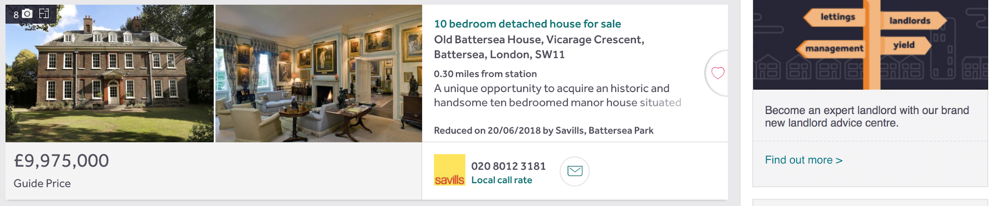 8
10 bedroom detached house for sale
Old Battersea House, Vicarage Crescent,
Battersea, London, SW11
0.30 miles from station
A unique opportunity to acquire an historic and
handsome ten bedroomed manor house situated
Reduced on 20/06/2018 by Savills, Battersea Park
£9,975,000
Guide Price
savills
020 8012 3181
Local call rate
lettings
landlords
management
yield
Become an expert landlord with our brand
new landlord advice centre.
Find out more >